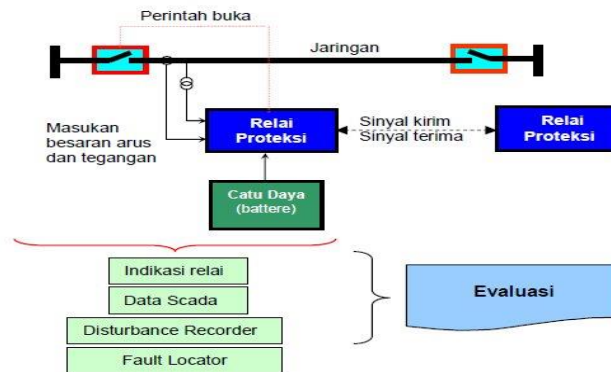 Perintah buka
Jaringan
Masukan
besaran arus
dan tegangan
Relai
Proteksi
Sinyal kirim
Sinyal terima
Relai
Proteksi
Catu Daya
(battere)
Indikasi relai
Data Scada
Disturbance Recorder
Fault Locator
Evaluasi